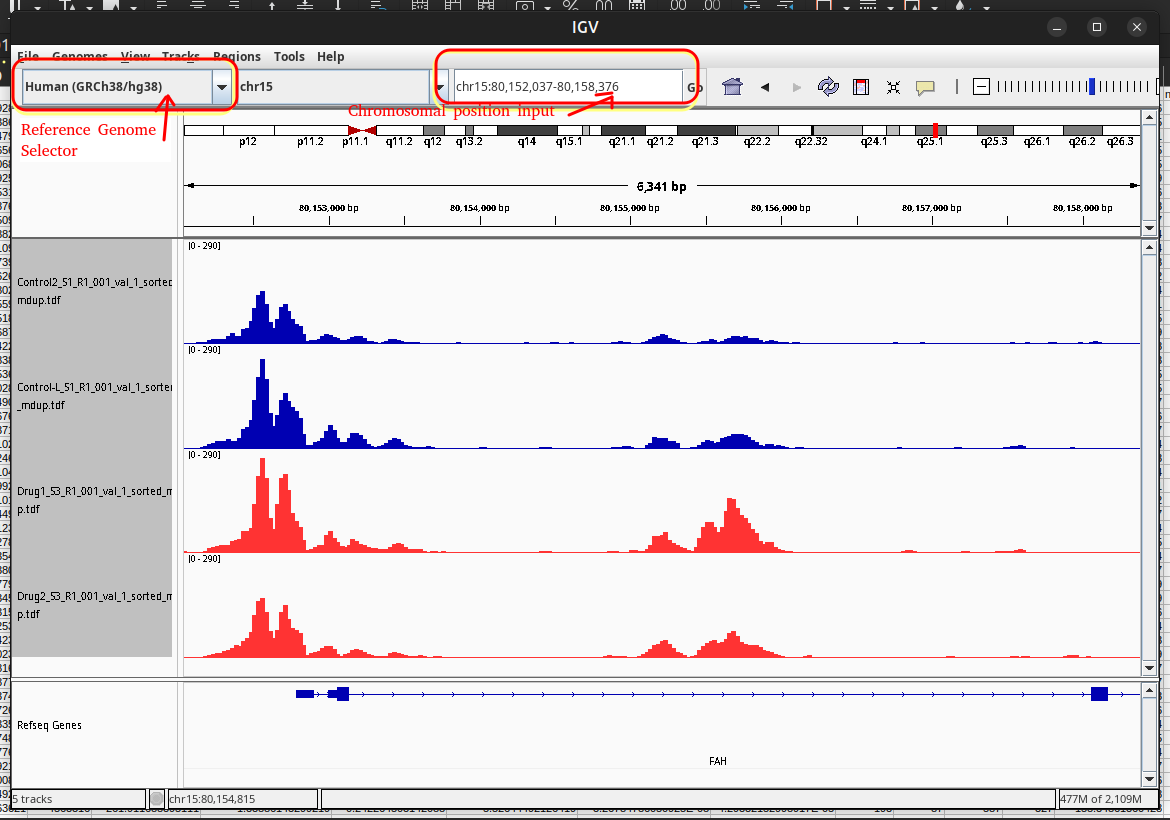 IGV
File Genomes View Tracks Regions Tools Help
Human (GRCh38/hg38)
chr15
chr15:80,152,037-80,158,376
Go
Chromosomal position input
Reference Genome
Selector
p12 p11.2 p11.1 q11.2 q12 q13.2 q14 q15.1 q21.1 q21.2 q21.3 q22.2 q22.32 q24.1 q25.1 q25.3 q26.1 q26.2 q26.3
6,341 bp
80,153,000 bp 80,154,000 bp 80,155,000 bp 80,156,000 bp 80,157,000 bp 80,158,000 bp
[0 - 290]
Control2_S1_R1_001_val_1_sorted
mdup.tdf
[0 - 290]
Control-L_S1_R1_001_val_1_sorte
_mdup.tdf
[0 - 290]
Drug1_S3_R1_001_val_1_sorted_m
p.tdf
[0 - 290]
Drug2_S3_R1_001_val_1_sorted_m
p.tdf
Refseq Genes
FAH
5 tracks
chr15:80,154,815
477M of 2,109M